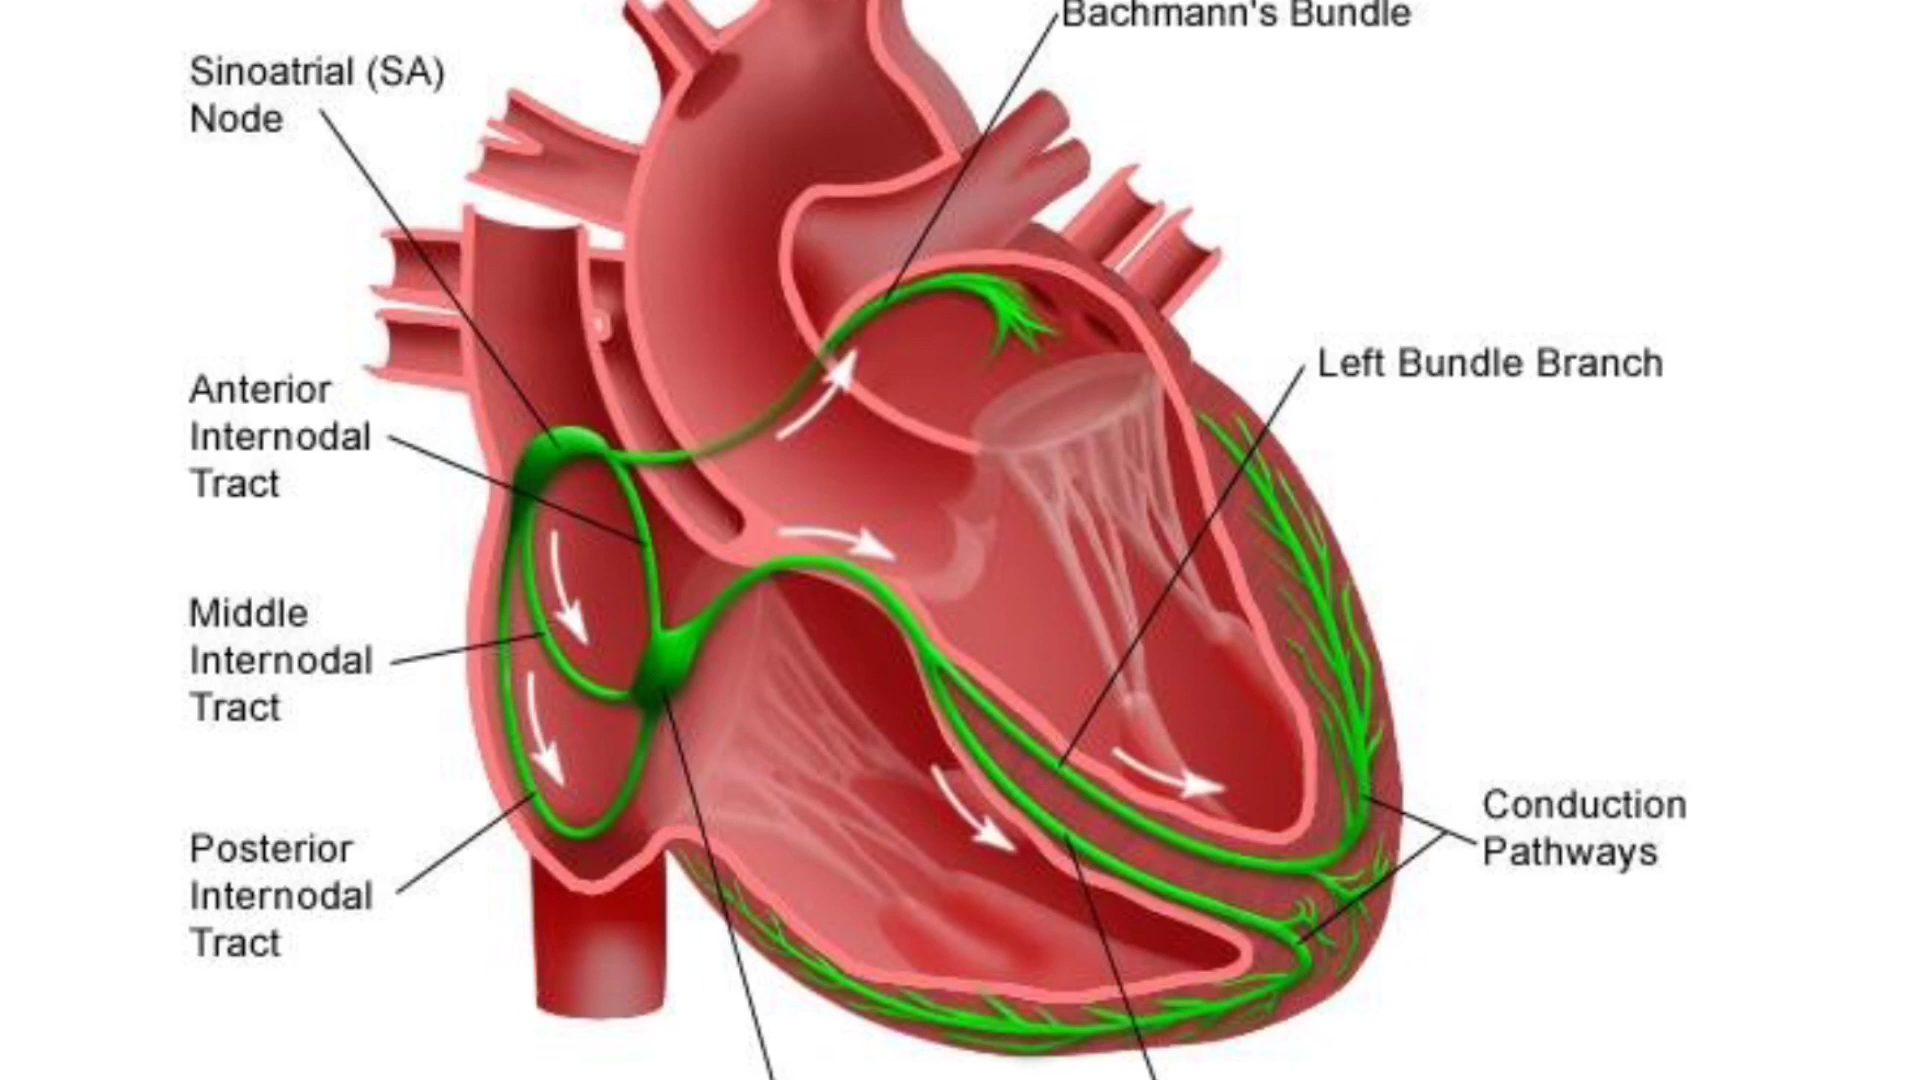 Bachmann's Bundle
Sinoatrial (SA)
Node
Left Bundle Branch
Anterior
Internodal
Tract
Middle
Internodal
Tract
Conduction
Pathways
Posterior
Internodal
Tract